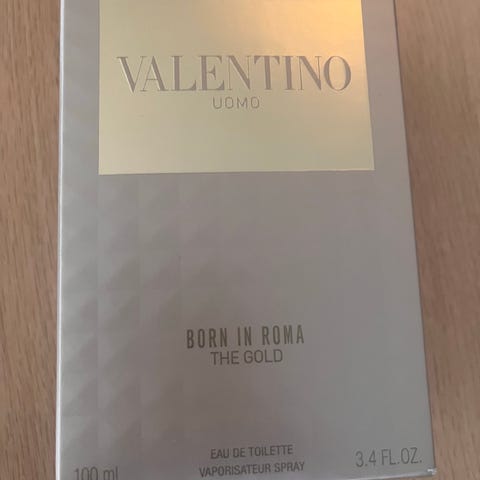 VALENTINO
UOMO
BORN IN ROMA
THE GOLD
EAU DE TOILETTE
100 ml VAPORISATEUR SPRAY 3.4 FL.OZ.